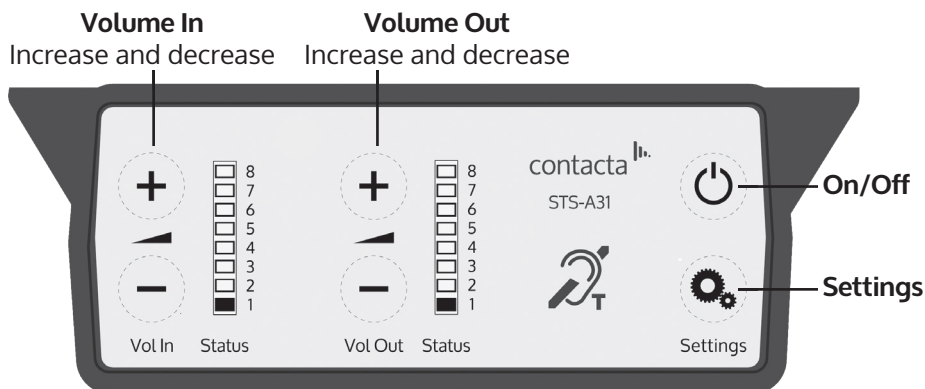 Volume In
Increase and decrease
Volume Out
Increase and decrease
8
7
6
5
4
3
2
1
8
7
6
5
4
3
2
1
contacta
STS-A31
T
On/Off
Settings
Vol In
Status
Vol Out
Status
Settings